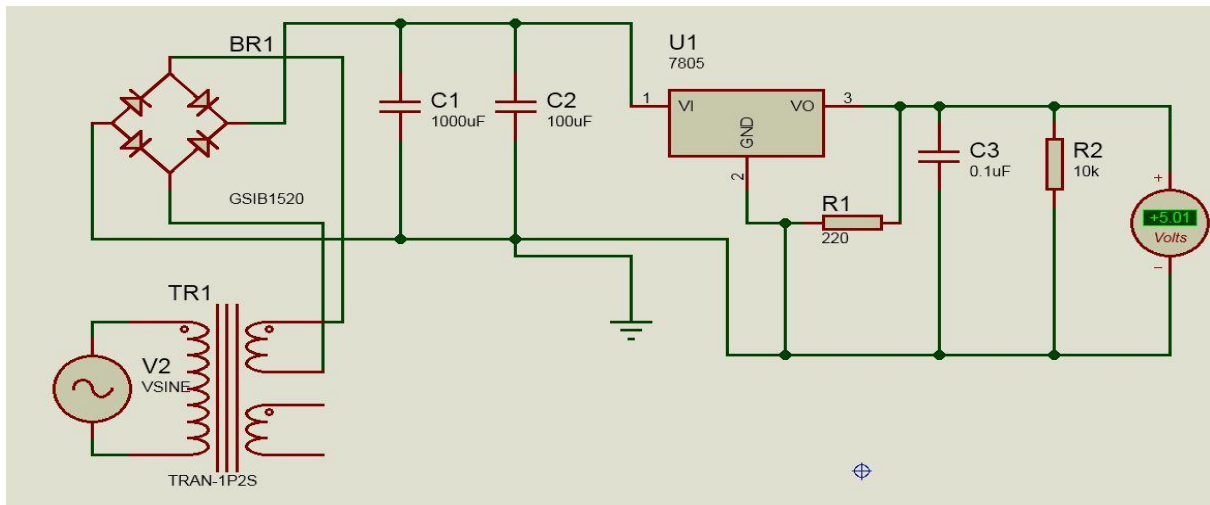 BR1
GSIB1520
C1
1000uF
C2
100uF
U1
7805
1
VI
VO
3
GND
2
R1
220
C3
0.1uF
R2
10k
+
+5.01
Volts
−
TR1
V2
VSINE
TRAN-1P2S